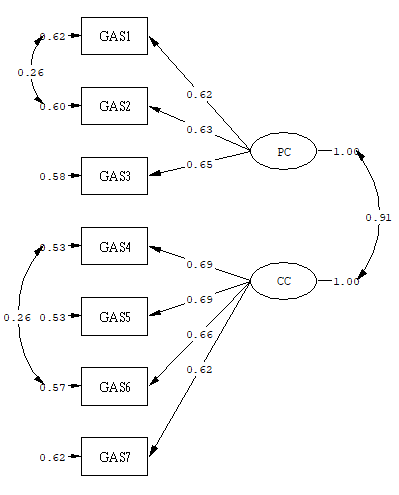 0.62 GAS1
0.26
0.62
0.60 GAS2
0.63
PC 1.00
0.65
0.58 GAS3
0.91
0.53 GAS4
0.69
CC 1.00
0.69
0.26 0.53 GAS5
0.66
0.62
0.57 GAS6
0.62 GAS7